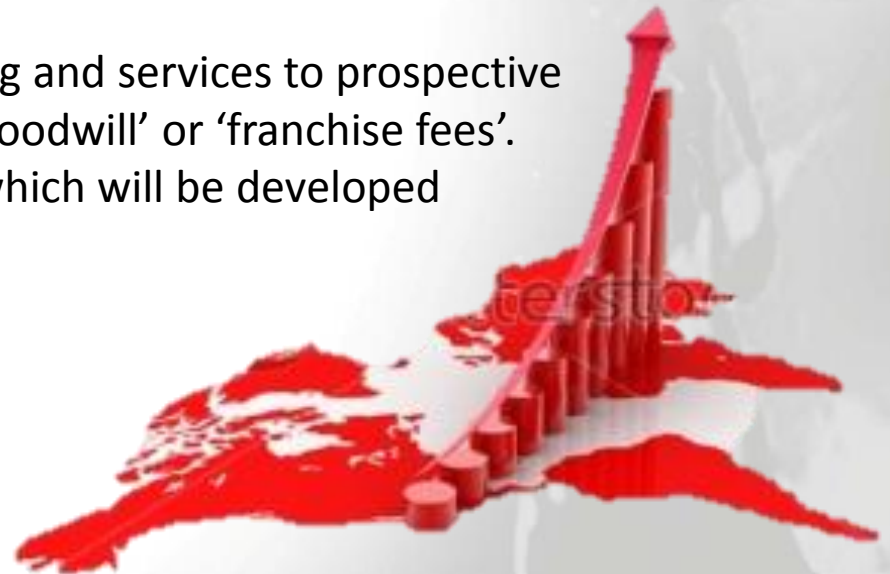 g and services to prospective
oodwill’ or ‘franchise fees’.
hich will be developed
tersto